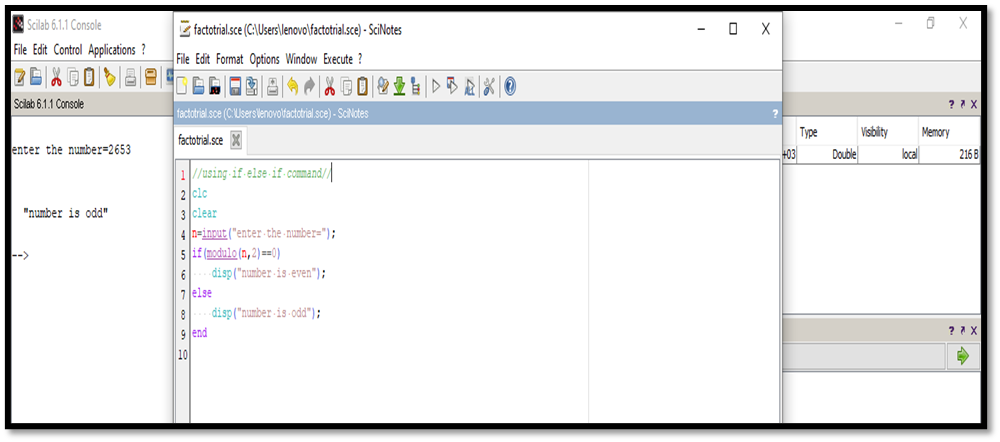 Scilab 6.1.1 Console
File Edit Control Applications ?
Scilab 6.1.1 Console
enter the number=2653
"number is odd"
-->
factotrial.sce (C:\Users\lenovo\factotrial.sce) - SciNotes
File Edit Format Options Window Execute ?
factotrial.sce (C:\Users\lenovo\factotrial.sce) - SciNotes ?
factotrial.sce
1 //using if else if command//
2 clc
3 clear
4 n=input("enter the number=");
5 if(modulo(n,2)==0)
6 disp("number is even");
7 else
8 disp("number is odd");
9 end
10
? ↗ X
Type Visibility Memory
+03 Double local 216 B
? ↗ X